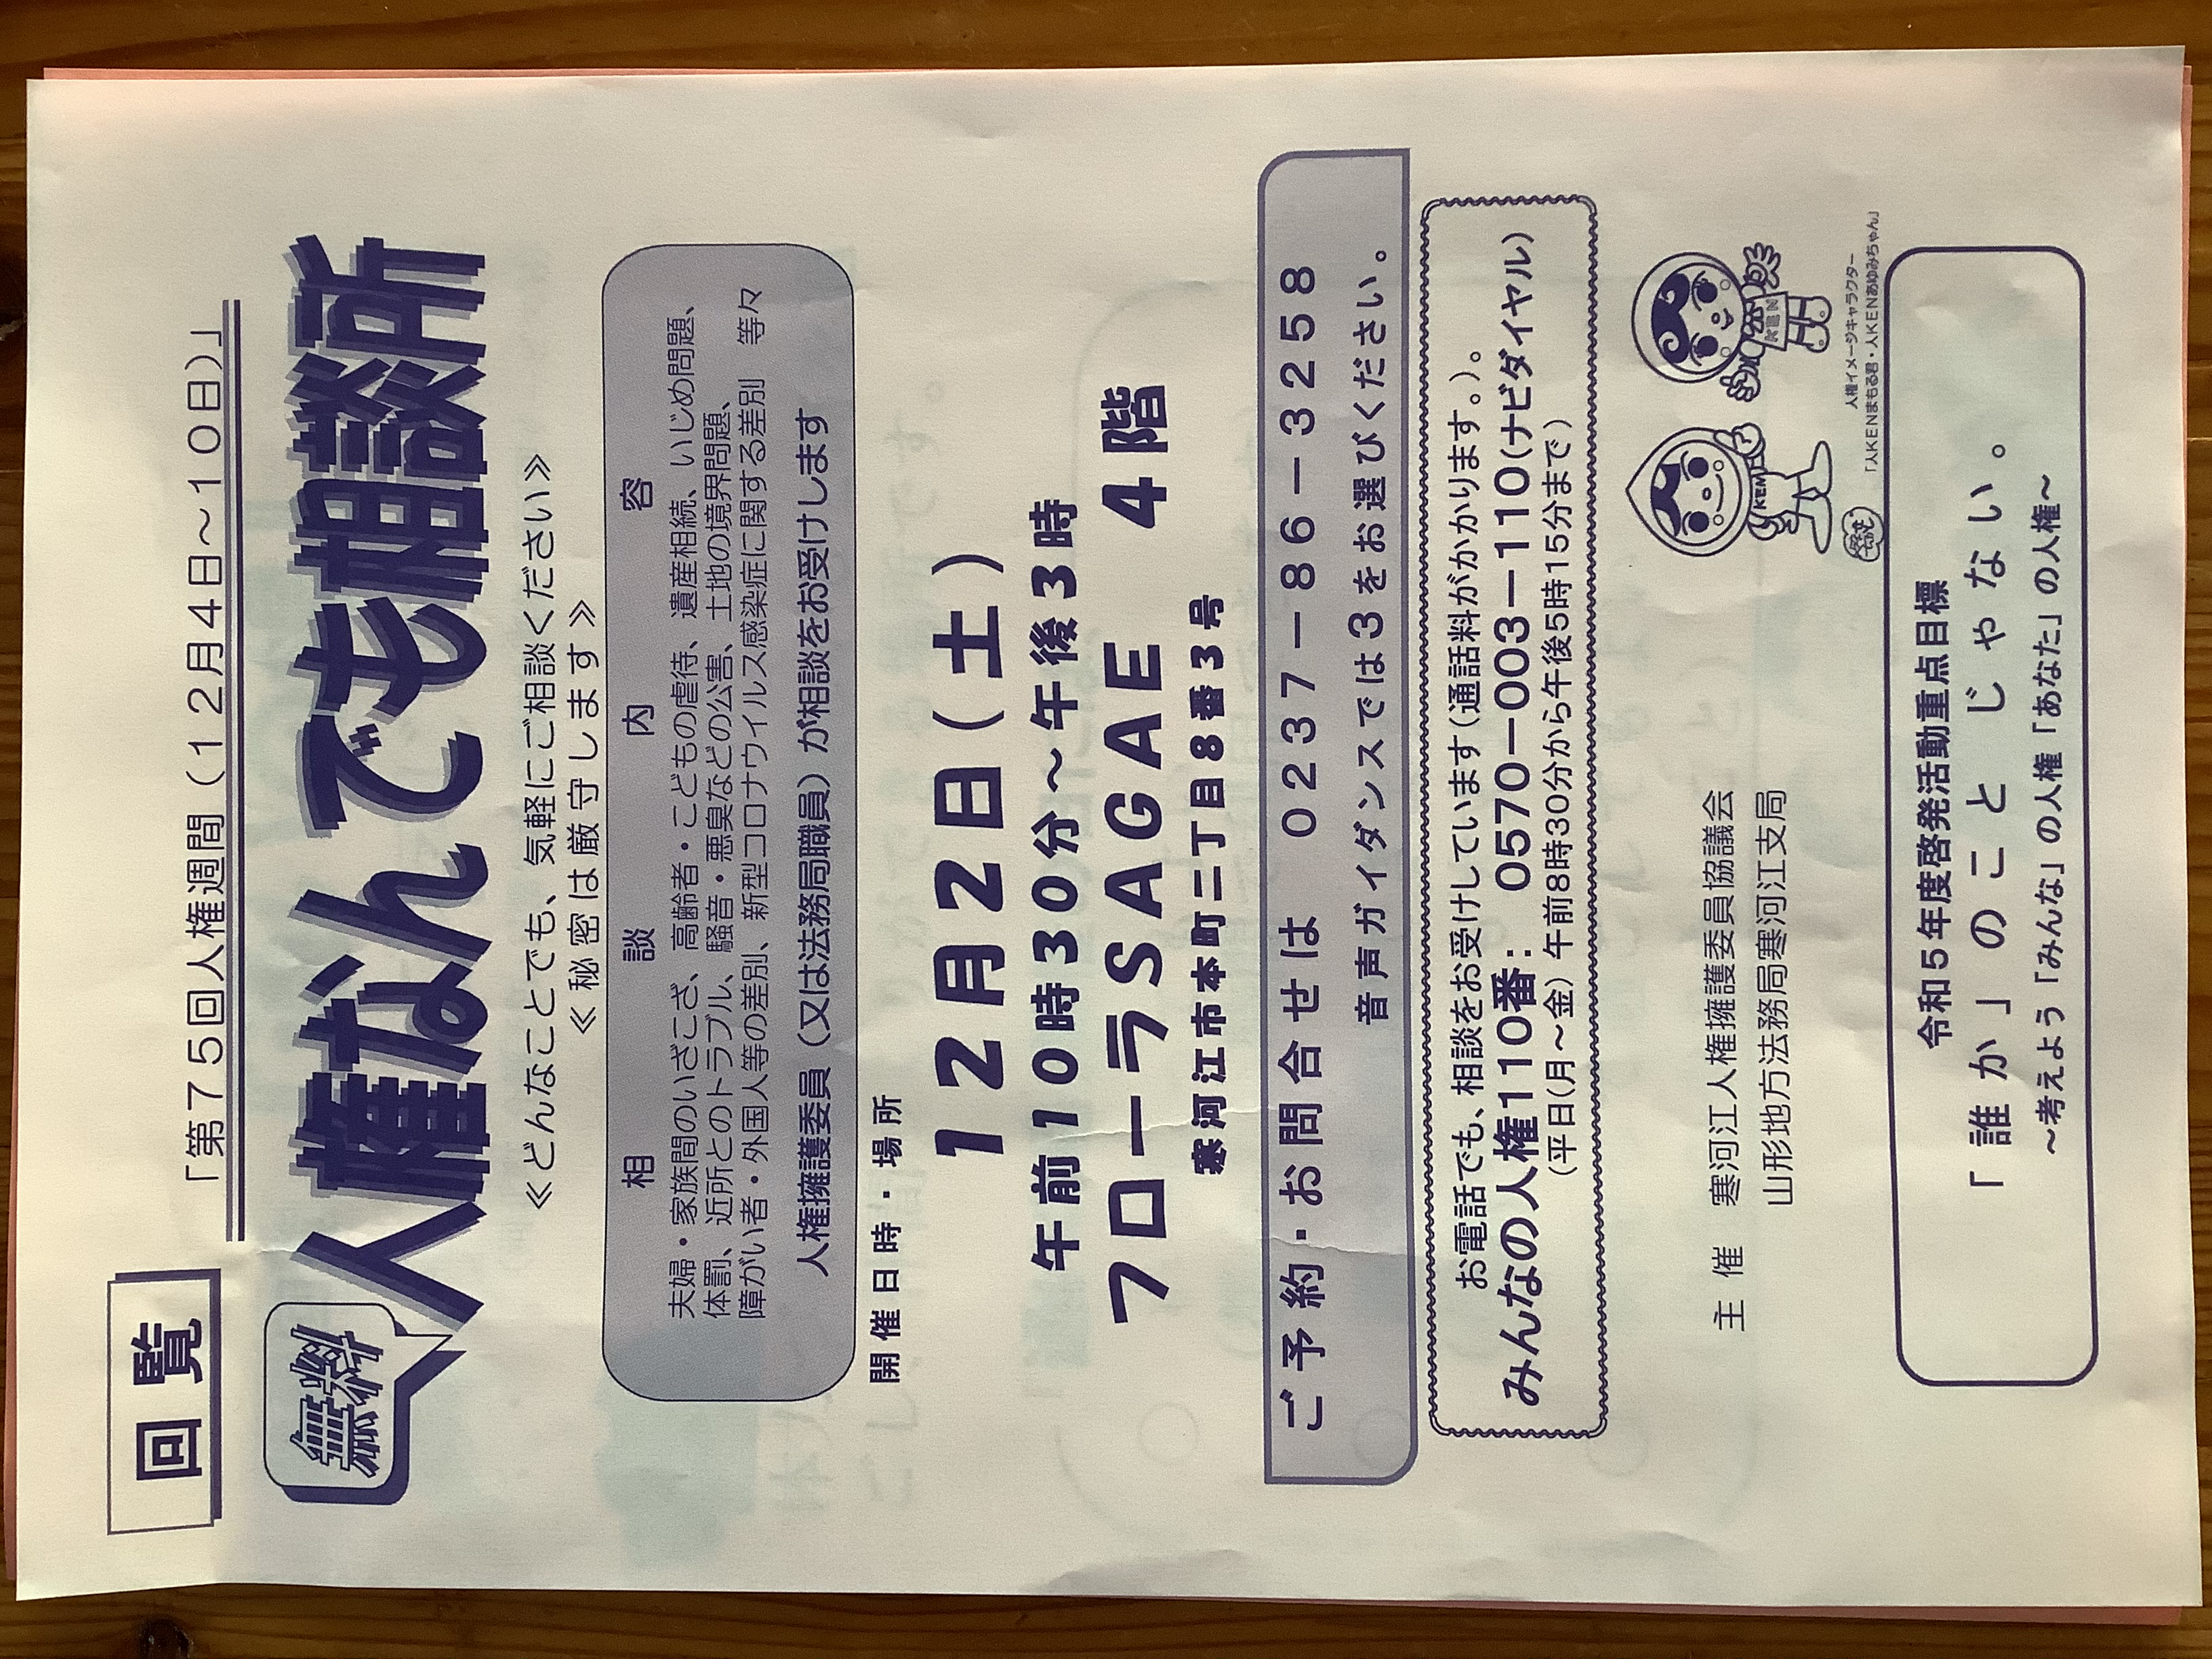 回覧
「第75回人権週間（12月4日～10日）」
無料
人権なんでも相談所
≪どんなことでも、気軽にご相談ください≫
≪秘密は厳守します≫
相談内容
夫婦・家族間のいざこざ、高齢者・こどもの虐待、遺産相続、いじめ問題、
体罰、近所とのトラブル、騒音・悪臭などの公害、土地の境界問題、
障がい者・外国人等の差別、新型コロナウイルス感染症に関する差別　等々
人権擁護委員（又は法務局職員）が相談をお受けします
開催日時・場所
12月2日（土）
午前10時30分～午後3時
フローラSAGAE　4階
寒河江市本町二丁目8番3号
ご予約・お問合せは　0237－86－3258
音声ガイダンスでは3をお選びください。
お電話でも、相談をお受けしています（通話料がかかります。）。
みんなの人権110番：　0570－003－110(ナビダイヤル)
（平日(月～金) 午前8時30分から午後5時15分まで）
KEN
KEN
人権イメージキャラクター
「人KENまもる君・人KENあゆみちゃん」
主催　寒河江人権擁護委員協議会
山形地方法務局寒河江支局
令和5年度啓発活動重点目標
「誰か」のことじゃない。
～考えよう「みんな」の人権「あなた」の人権～